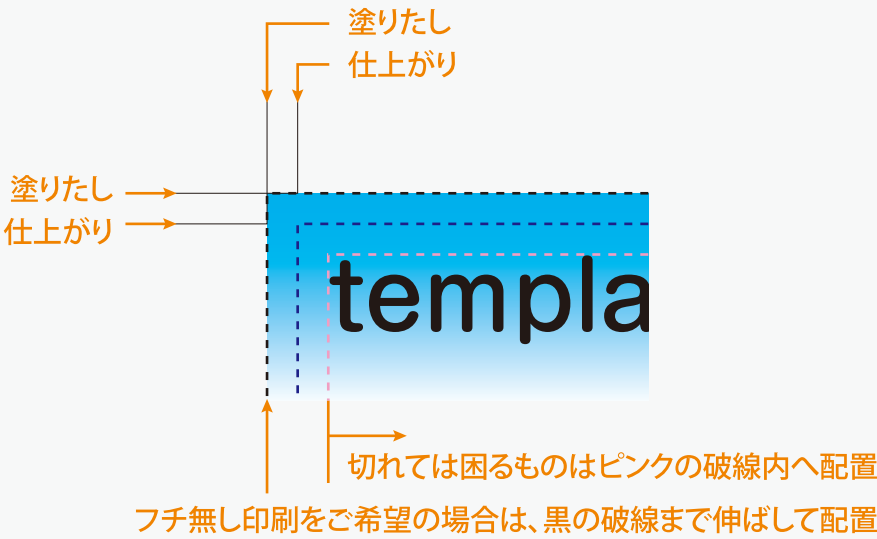 塗りたし
仕上がり
塗りたし
仕上がり
templa
切れては困るものはピンクの破線内へ配置
フチ無し印刷をご希望の場合は、黒の破線まで伸ばして配置